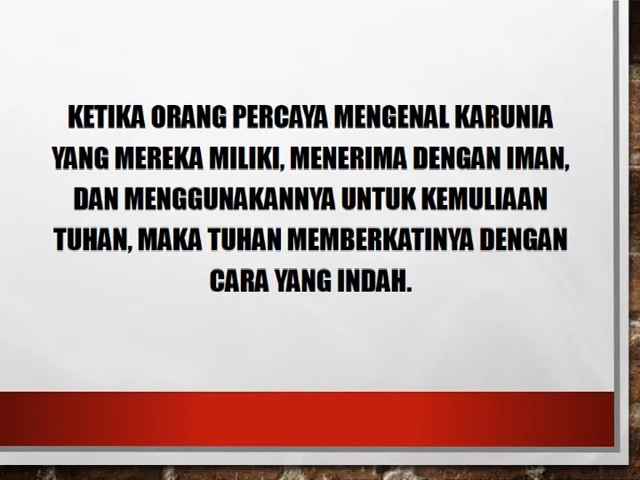 KETIKA ORANG PERCAYA MENGENAL KARUNIA
YANG MEREKA MILIKI, MENERIMA DENGAN IMAN,
DAN MENGGUNAKANNYA UNTUK KEMULIAAN
TUHAN, MAKA TUHAN MEMBERKATINYA DENGAN
CARA YANG INDAH.